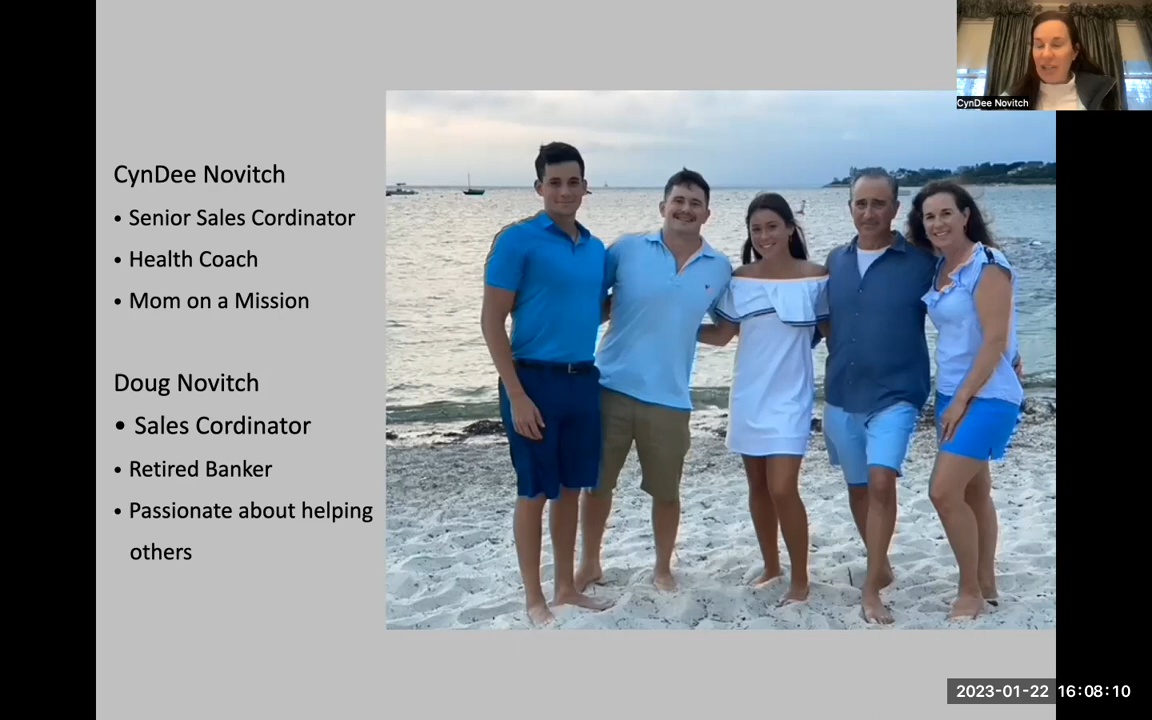 CynDee Novitch
CynDee Novitch
• Senior Sales Cordinator
• Health Coach
• Mom on a Mission
Doug Novitch
• Sales Cordinator
• Retired Banker
• Passionate about helping
others
2023-01-22 16:08:10